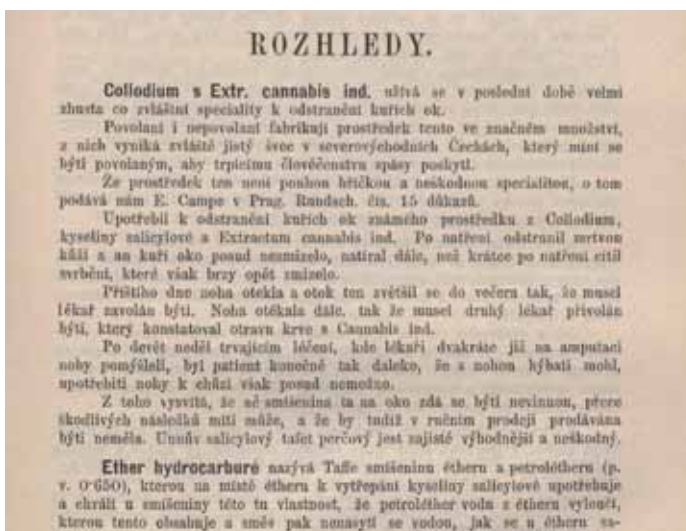 ROZHLEDY.
Collodium s Extr. cannabis ind. užívá se v poslední době velmi
zhusta co zvláštní speciality k odstranění kuřích ok.
Povolaní i nepovolaní fabrikují prostředek tento ve značném množství,
z nich vyniká zvláště jistý švec v severovýchodních Čechách, který míní se
býti povolaným, aby trpícímu člověčenstvu spásy poskytl.
Že prostředek ten není pouhou hříčkou a neškodnou specialitou, o tom
podává nám E. Campe v Prag. Rundsch. čís. 15 důkazů.
Upotřebil k odstranění kuřích ok známého prostředku z Collodium,
kyseliny salicylové a Extractum cannabis ind. Po natření odstranil mrtvou
kůži a an kuří oko posud nezmizelo, natíral dále, než krátce po natření cítil
svrbění, které však brzy opět zmizelo.
Příštího dne noha otekla a otok ten zvětšil se do večera tak, že musel
lékař zavolán býti. Noha otékala dále, tak že musel druhý lékař přivolán
býti, který konstatoval otravu krve s Cannabis ind.
Po devět neděl trvajícím léčení, kde lékaři dvakráte již na amputaci
nohy pomýšleli, byl patient konečně tak daleko, že s nohou hýbati mohl,
upotřebiti nohy k chůzi však posud nemožno.
Z toho vysvítá, že ač smíšenina ta na oko zdá se býti nevinnou, přece
škodlivých následků míti může, a že by tudíž v ručním prodeji prodávána
býti neměla. Unnův salicylový tafet perčový jest zajisté výhodnější a neškodný.
Ether hydrocarburé nazývá Taffe smíšeninu étheru a petrolétheru (p.
v. 0·650), kterou na místě étheru k vytřepání kyseliny salicylové upotřebuje
a chválí u smíšeniny této tu vlastnost, že petroléther vodu z étheru vyloučí,
kterou tento obsahuje a směs pak nenasytí se vodou, jak se u étheru sa-